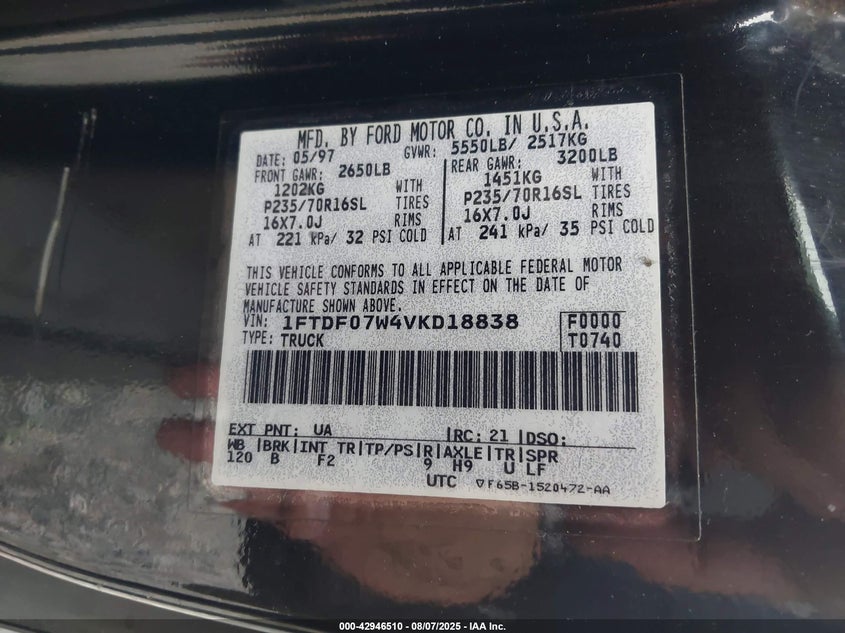 MFD. BY FORD MOTOR CO. IN U.S.A.
DATE: 05/97 GVWR: 5550LB/ 2517KG
FRONT GAWR: 2650LB REAR GAWR: 3200LB
1202KG WITH 1451KG WITH
P235/70R16SL TIRES P235/70R16SL TIRES
16X7.0J RIMS 16X7.0J RIMS
AT 221 kPa/ 32 PSI COLD AT 241 kPa/ 35 PSI COLD
THIS VEHICLE CONFORMS TO ALL APPLICABLE FEDERAL MOTOR
VEHICLE SAFETY STANDARDS IN EFFECT ON THE DATE OF
MANUFACTURE SHOWN ABOVE.
VIN: 1FTDF07W4VKD18838 F0000
TYPE: TRUCK T0740
EXT PNT: UA RC: 21 DSO:
WB BRK INT TR TP/PS R AXLE TR SPR
120 B F2 9 H9 U LF
UTC ▽F65B-1520472-AA
000-42946510 - 08/07/2025 - IAA Inc.